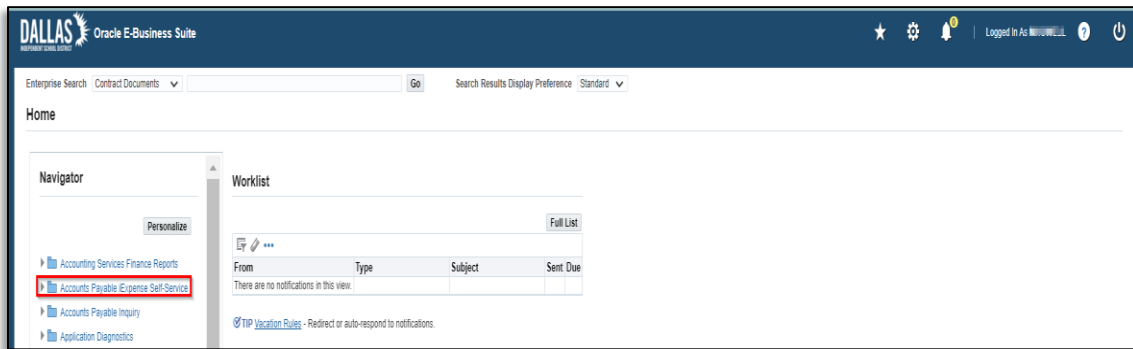 DALLAS Oracle E-Business Suite
INDEPENDENT SCHOOL DISTRICT
0
Logged In As
?
Enterprise Search Contract Documents Go Search Results Display Preference Standard
Home
Navigator
Worklist
Personalize
Full List
Accounting Services Finance Reports
Accounts Payable iExpense Self-Service
Accounts Payable Inquiry
Application Diagnostics
From Type Subject Sent Due
There are no notifications in this view.
TIP Vacation Rules - Redirect or auto-respond to notifications.